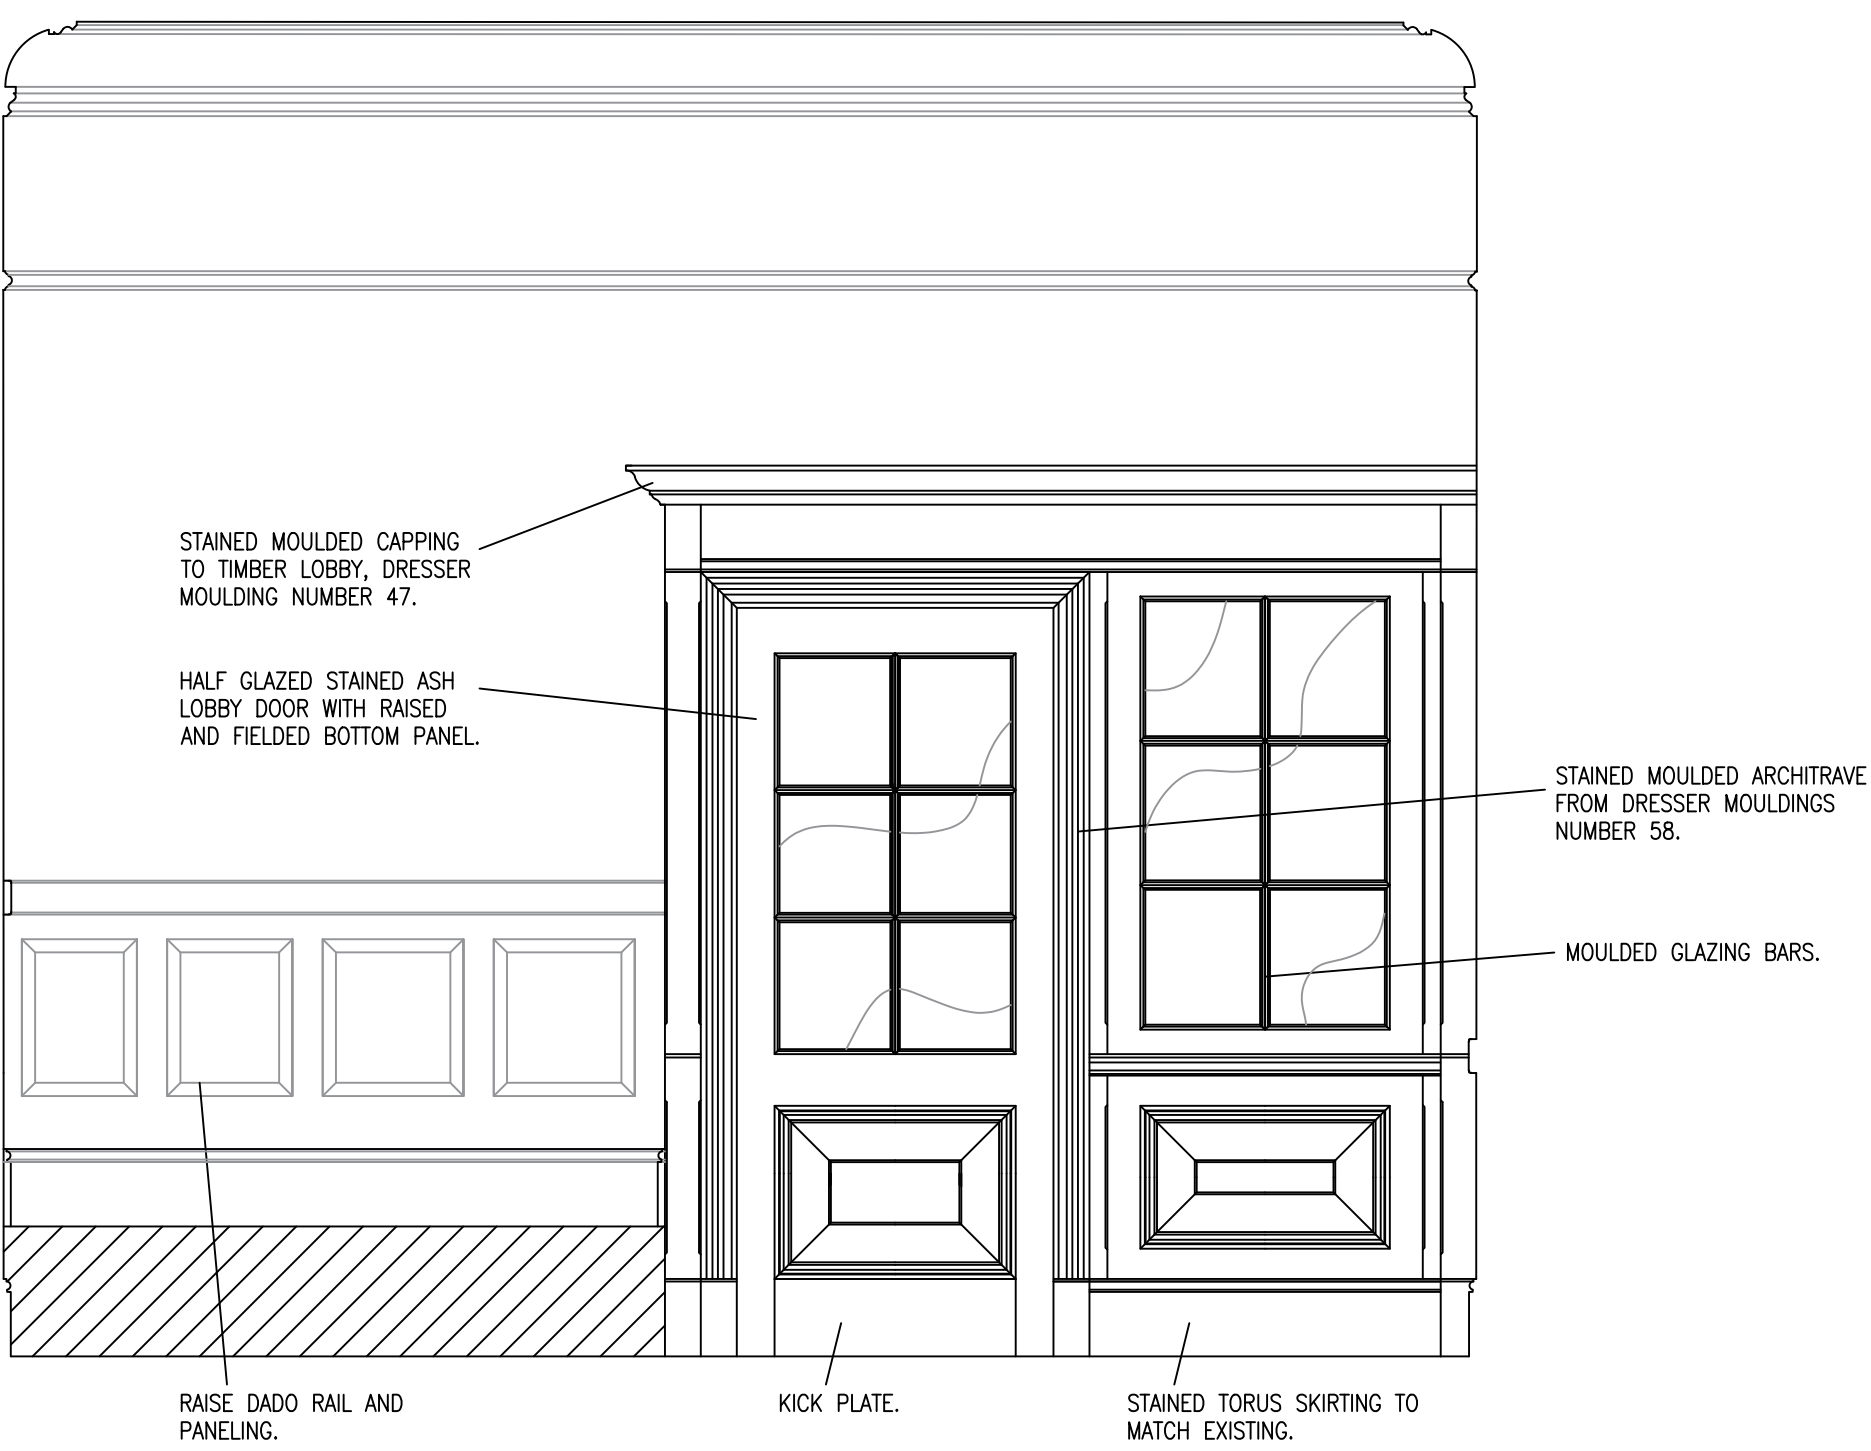 STAINED MOULDED CAPPING
TO TIMBER LOBBY, DRESSER
MOULDING NUMBER 47.
HALF GLAZED STAINED ASH
LOBBY DOOR WITH RAISED
AND FIELDED BOTTOM PANEL.
STAINED MOULDED ARCHITRAVE
FROM DRESSER MOULDINGS
NUMBER 58.
MOULDED GLAZING BARS.
RAISE DADO RAIL AND
PANELING.
KICK PLATE.
STAINED TORUS SKIRTING TO
MATCH EXISTING.